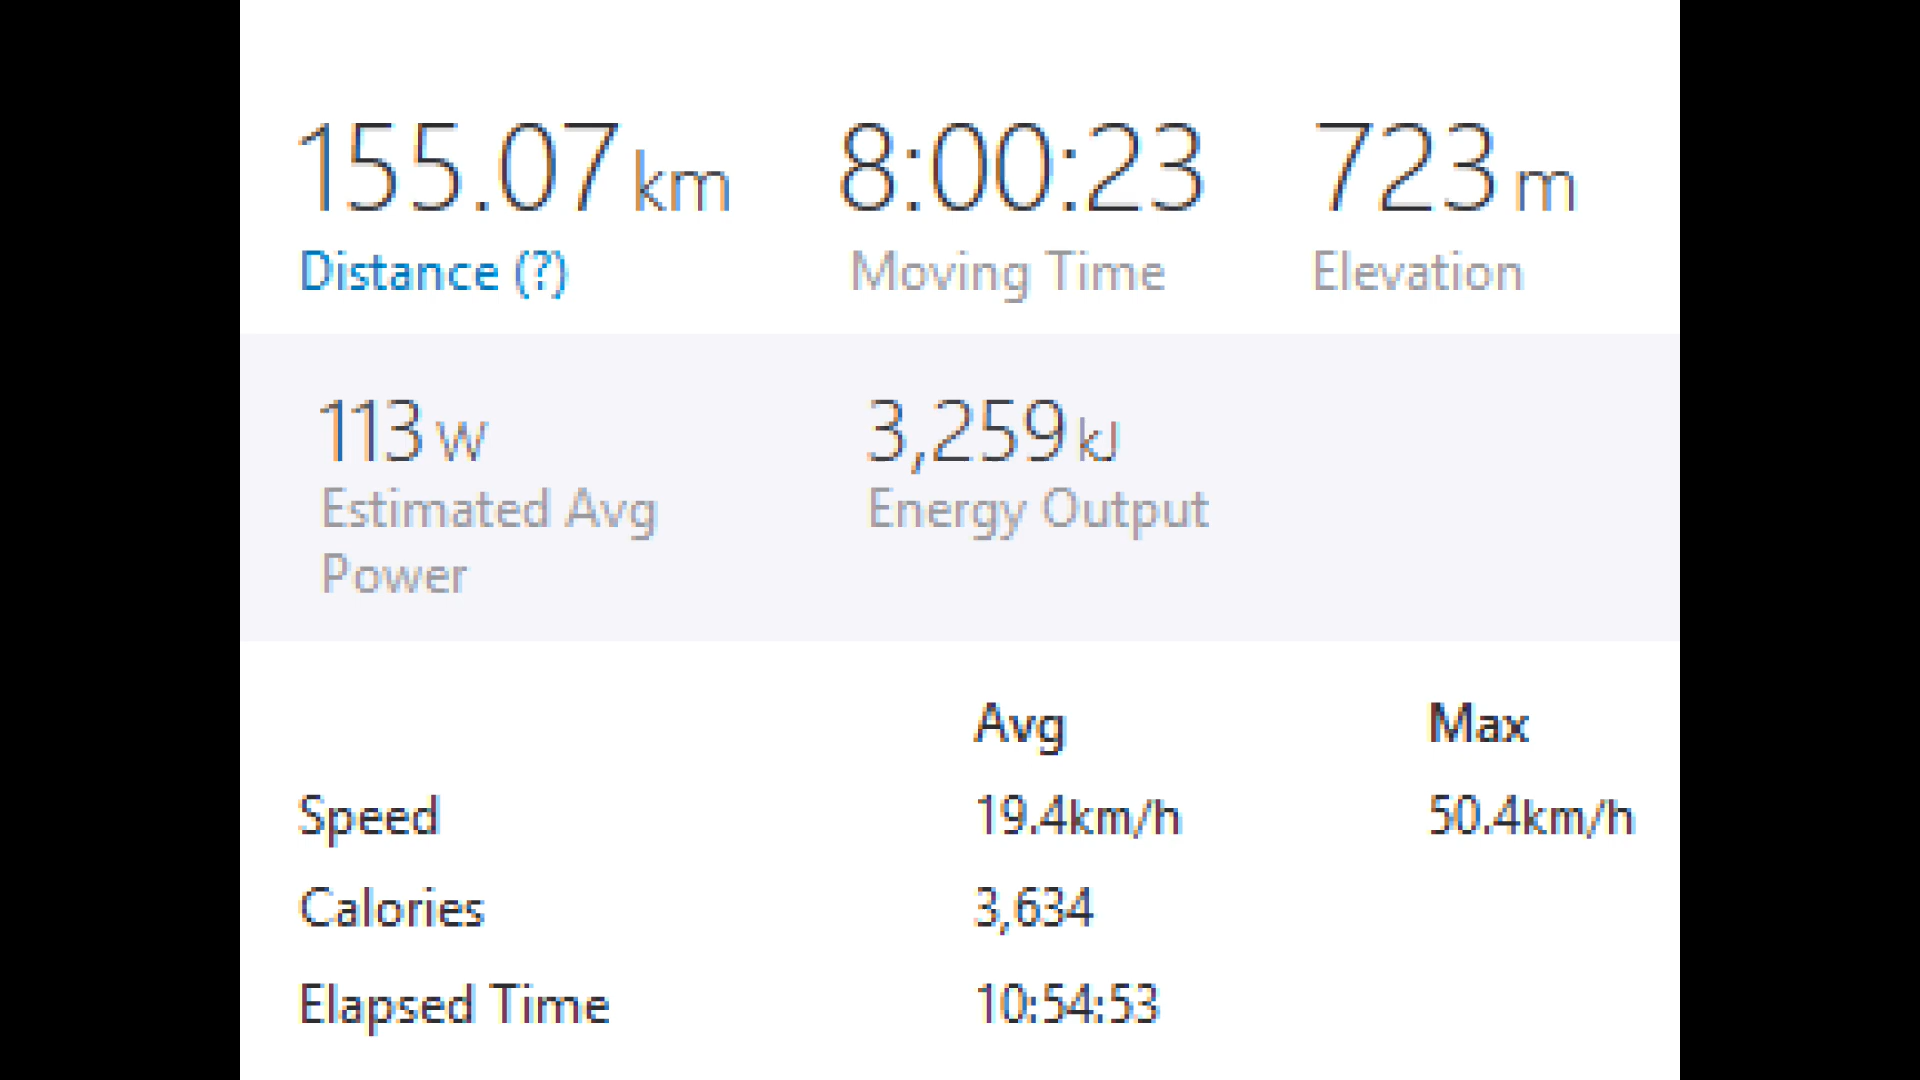 155.07 km 8:00:23 723 m
Distance (?) Moving Time Elevation
113 W 3,259 kJ
Estimated Avg Energy Output
Power
Avg Max
Speed 19.4km/h 50.4km/h
Calories 3,634
Elapsed Time 10:54:53